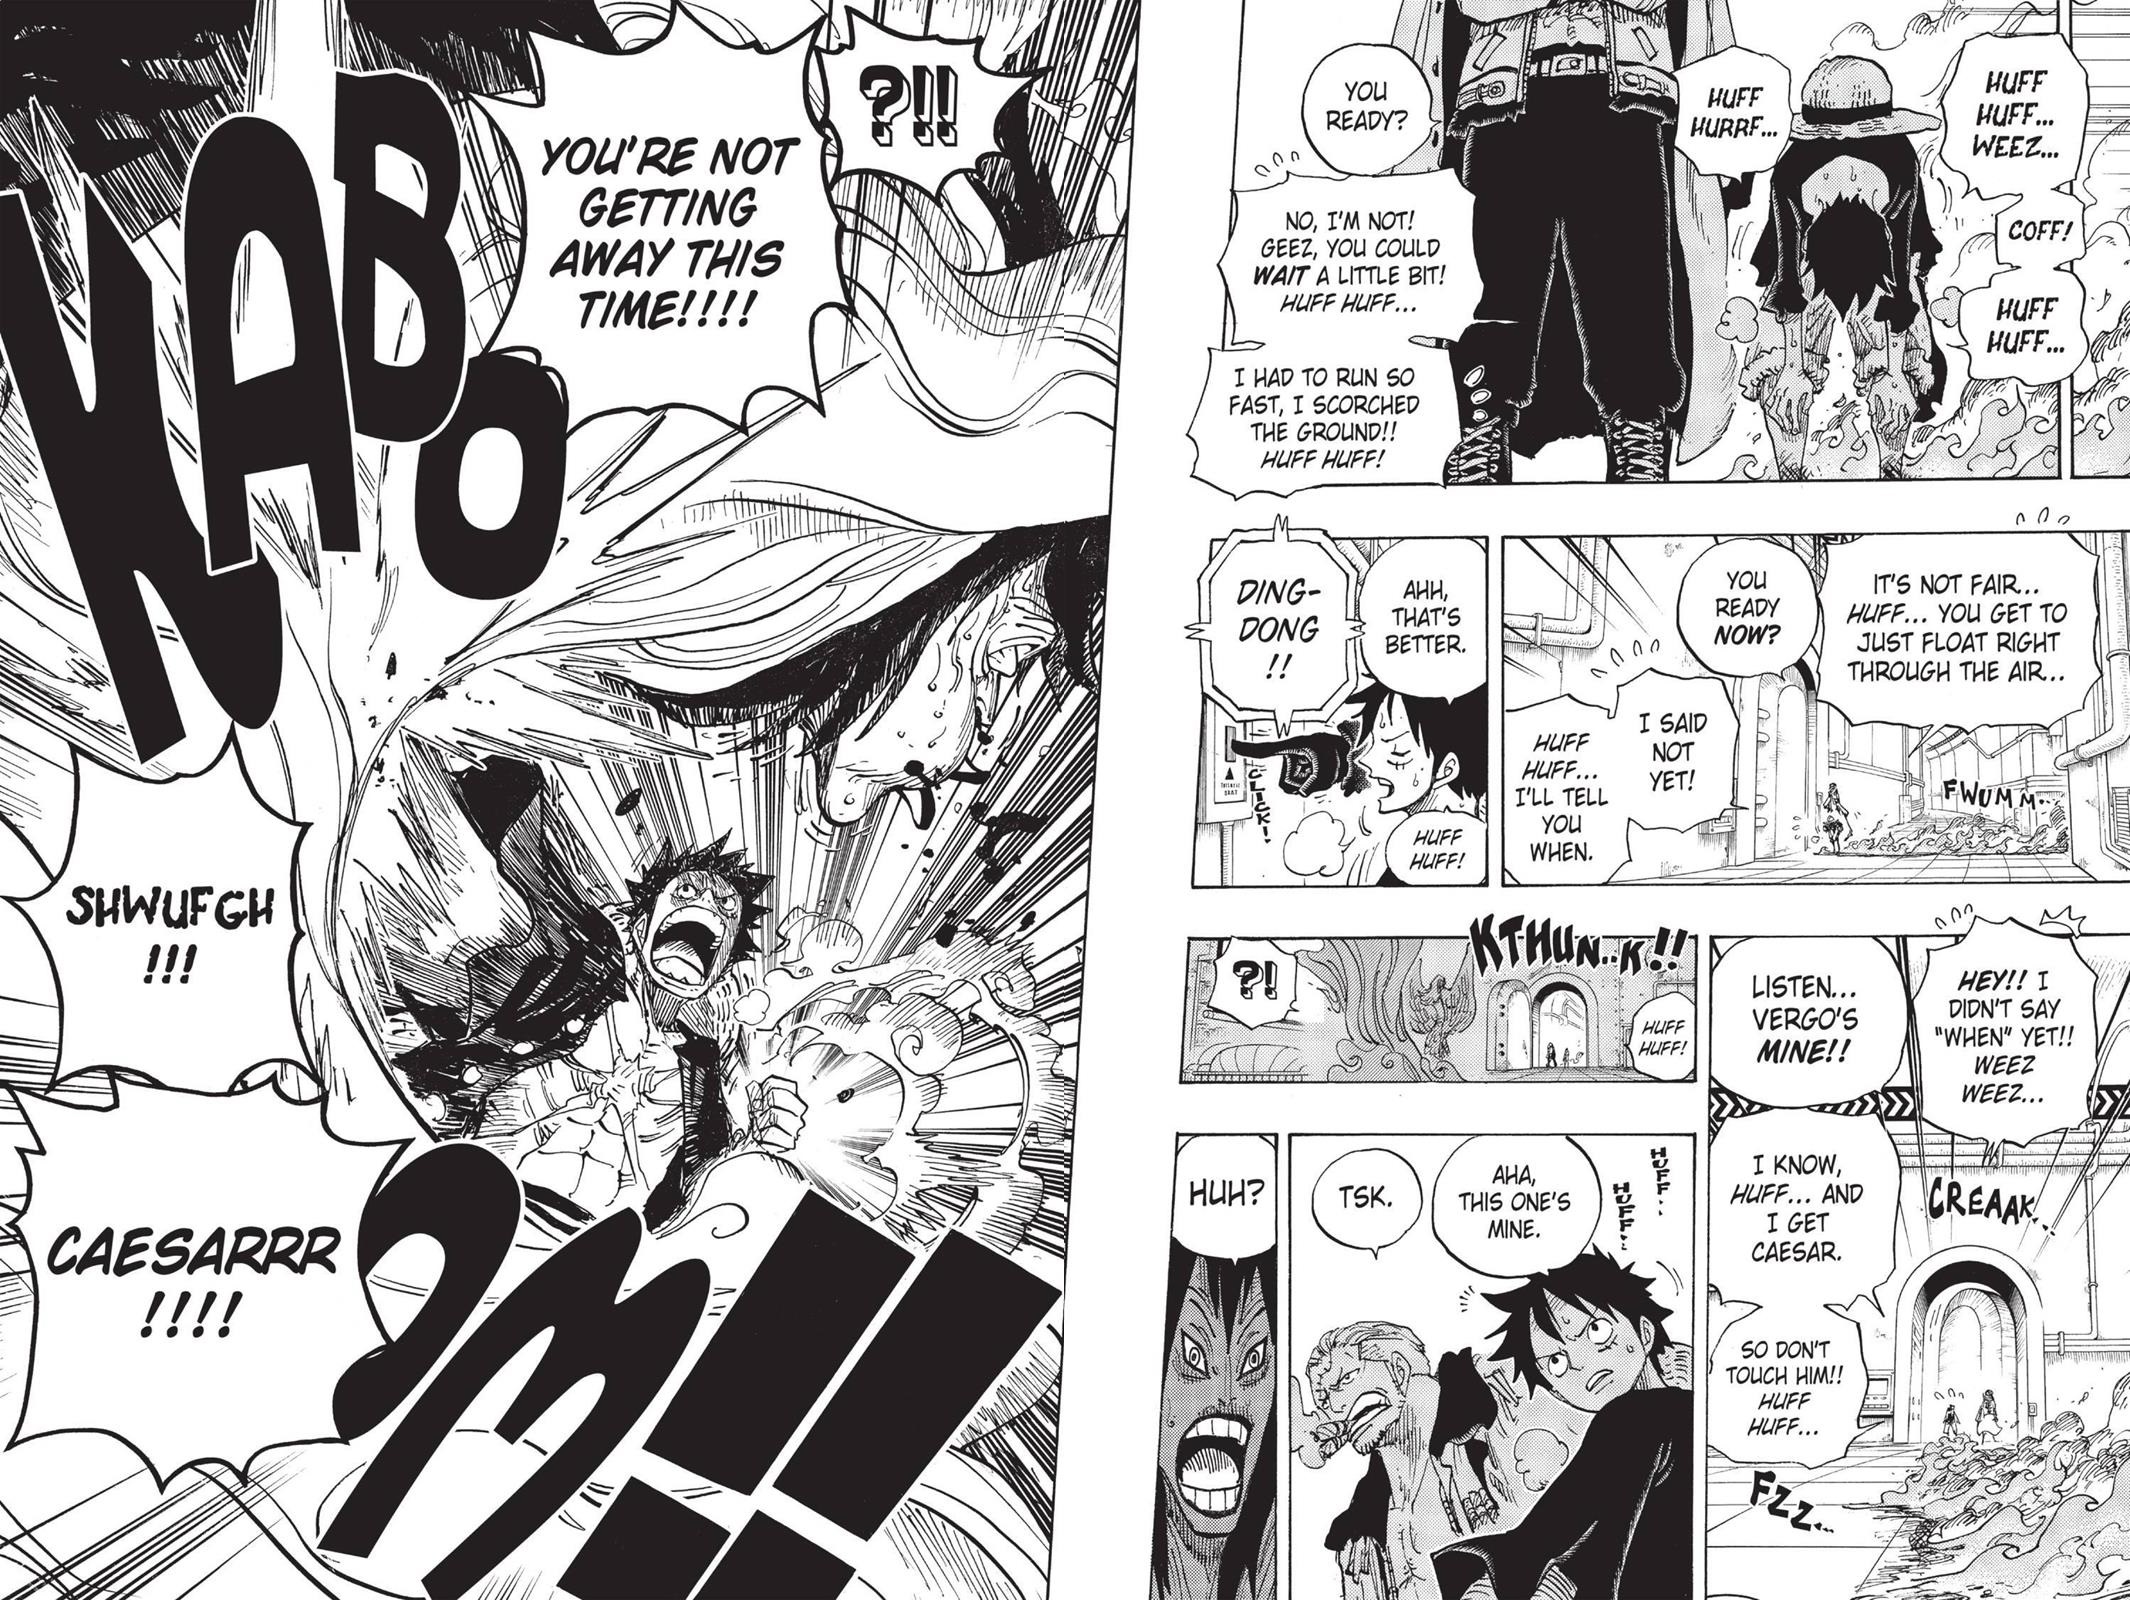 HUFF
HUFF...
WEEZ...
COFF!
HUFF
HUFF...
HUFF
HURRF...
YOU
READY?
NO, I'M NOT!
GEEZ, YOU COULD
WAIT A LITTLE BIT!
HUFF HUFF...
I HAD TO RUN SO
FAST, I SCORCHED
THE GROUND!!
HUFF HUFF!
IT'S NOT FAIR...
HUFF... YOU GET TO
JUST FLOAT RIGHT
THROUGH THE AIR...
FWUMM...
YOU
READY
NOW?
I SAID
NOT
YET!
HUFF
HUFF...
I'LL TELL
YOU
WHEN.
AHH,
THAT'S
BETTER.
DING-
DONG
!!
CLICK!
HUFF
HUFF!
HEY!! I
DIDN'T SAY
"WHEN" YET!!
WEEZ
WEEZ...
CREAAK...
LISTEN...
VERGO'S
MINE!!
I KNOW,
HUFF... AND
I GET
CAESAR.
SO DON'T
TOUCH HIM!!
HUFF
HUFF...
FZZ...
KTHUN..K!!
HUFF
HUFF!
?!
HUFF..
HUFF...
AHA,
THIS ONE'S
MINE.
TSK.
HUH?
?!!
YOU'RE NOT
GETTING
AWAY THIS
TIME!!!!
KABOOM!!
SHWUFGH
!!!
CAESARRR
!!!!